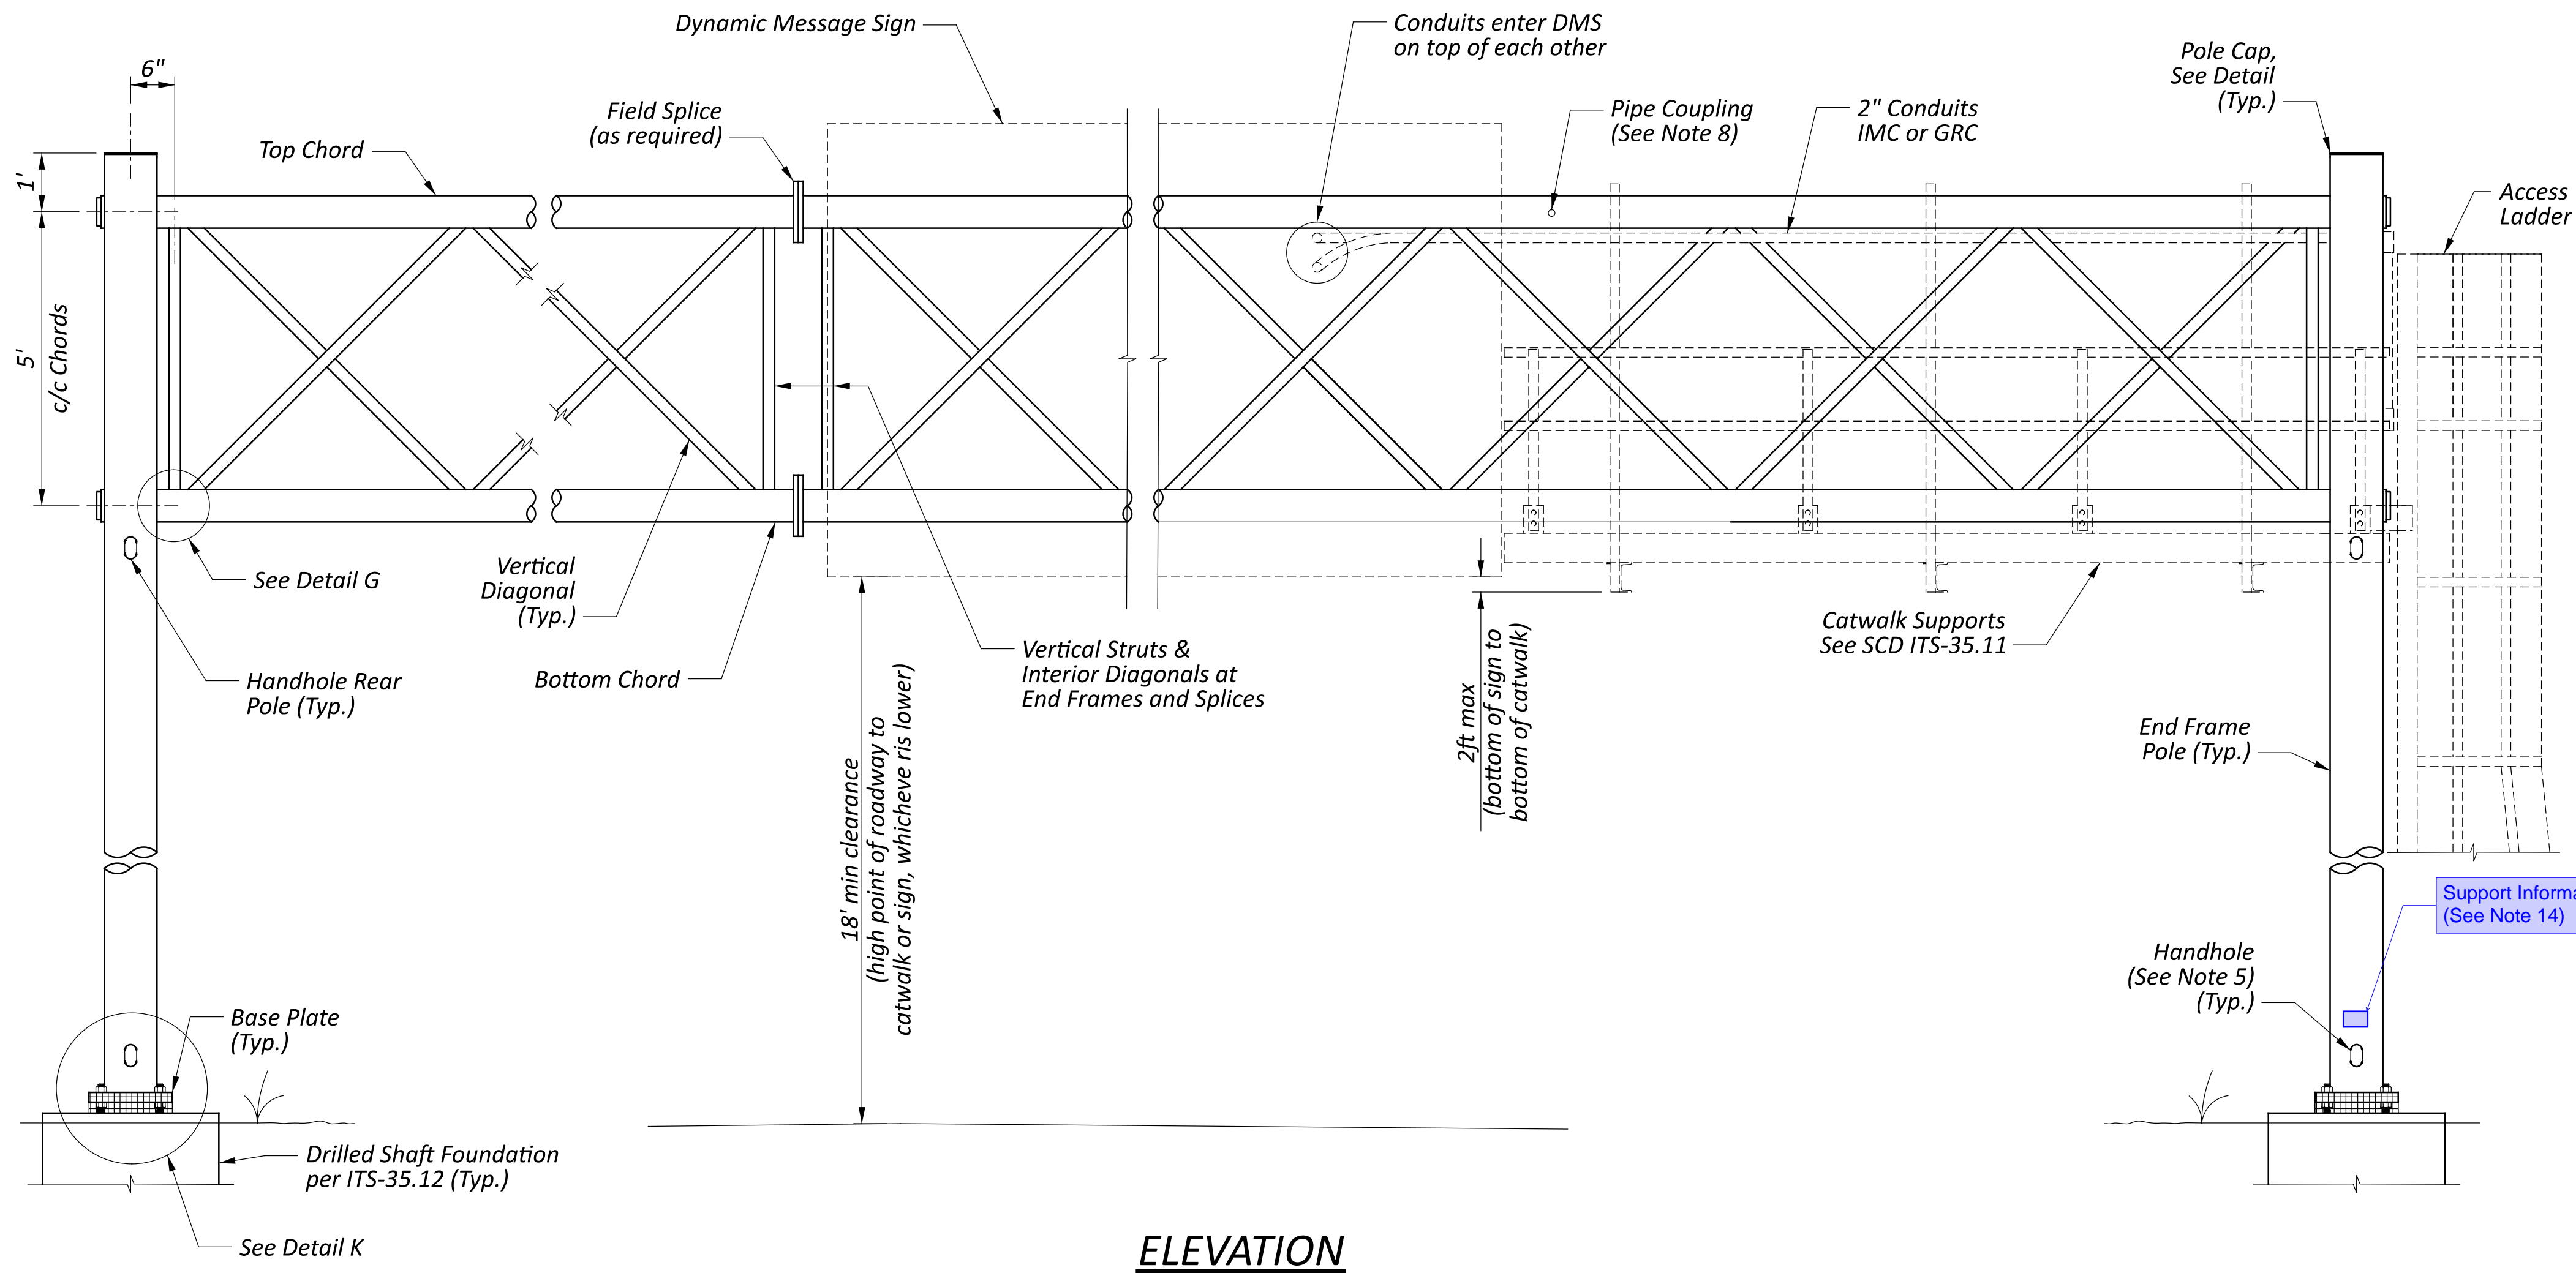 Dynamic Message Sign
Conduits enter DMS
on top of each other
Pole Cap,
See Detail
(Typ.)
6"
Field Splice
(as required)
Pipe Coupling
(See Note 8)
2" Conduits
IMC or GRC
Top Chord
1'
Access
Ladder
5'
c/c Chords
See Detail G
Vertical
Diagonal
(Typ.)
Handhole Rear
Pole (Typ.)
Bottom Chord
Vertical Struts &
Interior Diagonals at
End Frames and Splices
18' min clearance
(high point of roadway to
catwalk or sign, whicheve ris lower)
2ft max
(bottom of sign to
bottom of catwalk)
Catwalk Supports
See SCD ITS-35.11
End Frame
Pole (Typ.)
Support Informa
(See Note 14)
Handhole
(See Note 5)
(Typ.)
Base Plate
(Typ.)
Drilled Shaft Foundation
per ITS-35.12 (Typ.)
See Detail K
ELEVATION